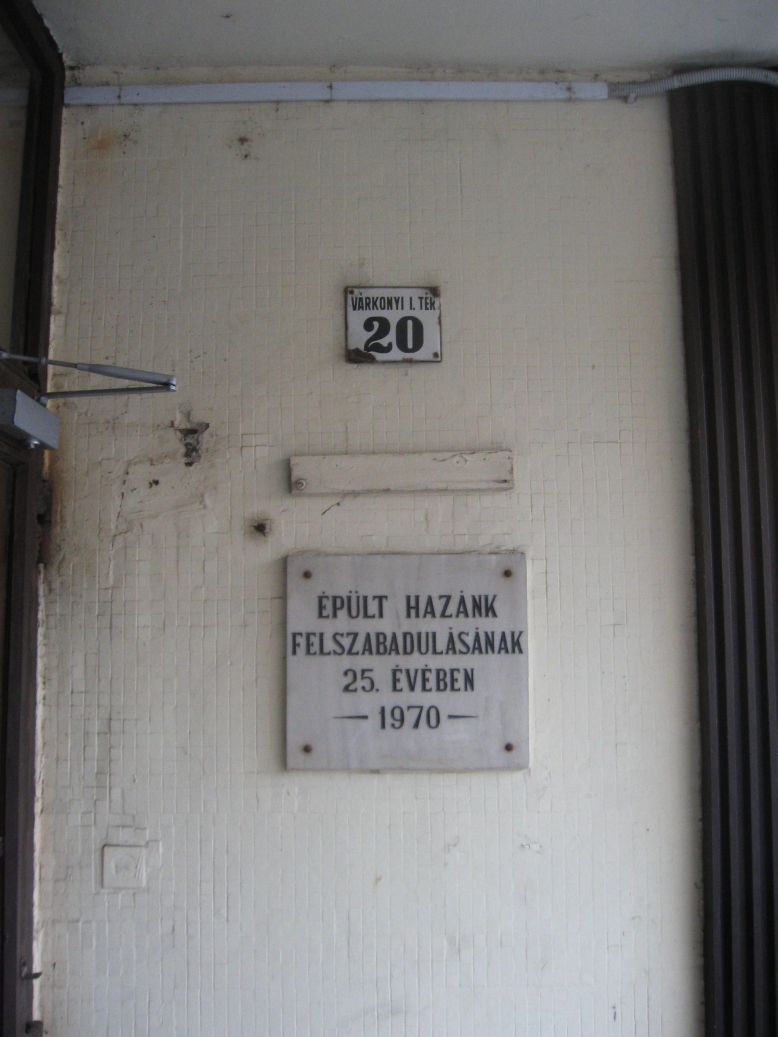 VÁRKONYI I. TÉR
20
ÉPÜLT HAZÁNK
FELSZABADULÁSÁNAK
25. ÉVÉBEN
— 1970 —